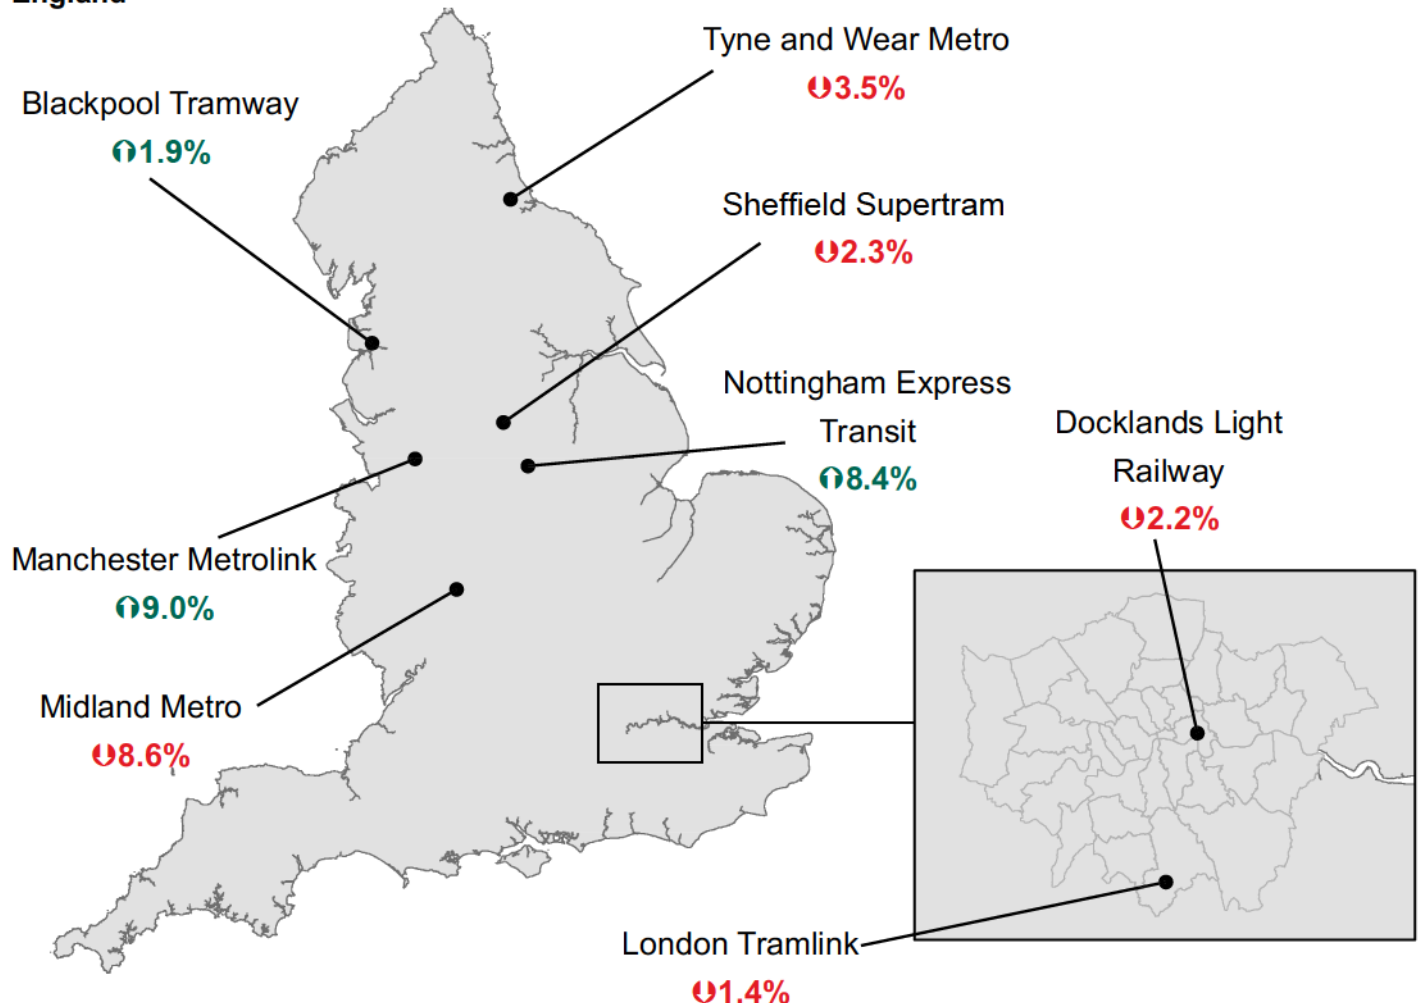 England
Tyne and Wear Metro
3.5%
Blackpool Tramway
1.9%
Sheffield Supertram
2.3%
Nottingham Express
Transit
8.4%
Docklands Light
Railway
2.2%
Manchester Metrolink
9.0%
Midland Metro
8.6%
London Tramlink
1.4%